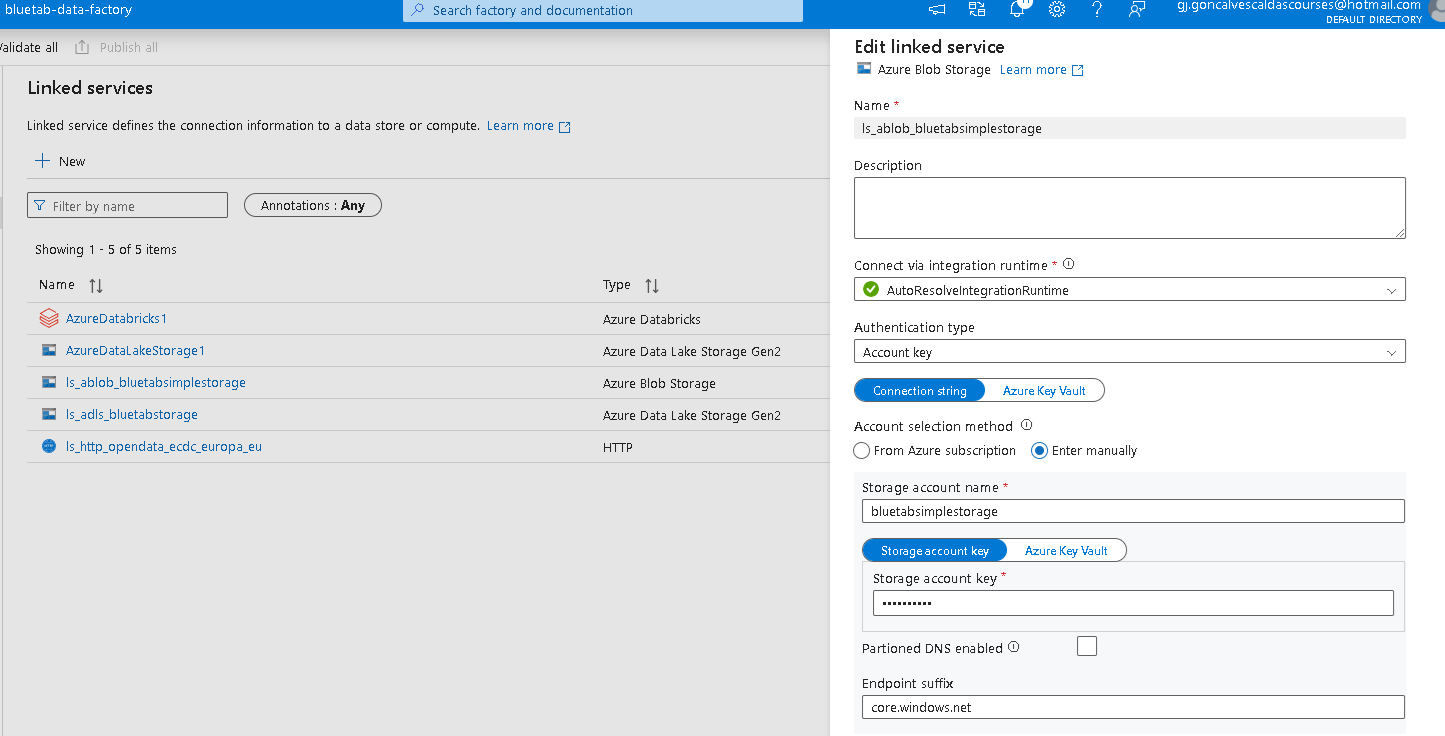 bluetab-data-factory
Search factory and documentation
gj.goncalvescaldascourses@hotmail.com
DEFAULT DIRECTORY
Validate all
Publish all
Linked services
Linked service defines the connection information to a data store or compute. Learn more
New
Filter by name
Annotations : Any
Showing 1 - 5 of 5 items
Name
Type
AzureDatabricks1
Azure Databricks
AzureDataLakeStorage1
Azure Data Lake Storage Gen2
ls_ablob_bluetabsimplestorage
Azure Blob Storage
ls_adls_bluetabstorage
Azure Data Lake Storage Gen2
ls_http_opendata_ecdc_europa_eu
HTTP
Edit linked service
Azure Blob Storage Learn more
Name *
ls_ablob_bluetabsimplestorage
Description
Connect via integration runtime *
AutoResolveIntegrationRuntime
Authentication type
Account key
Connection string Azure Key Vault
Account selection method
From Azure subscription Enter manually
Storage account name *
bluetabsimplestorage
Storage account key Azure Key Vault
Storage account key *
••••••••••
Partioned DNS enabled
Endpoint suffix
core.windows.net